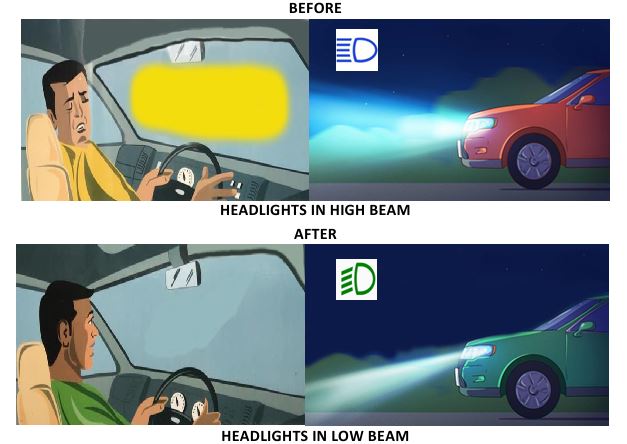 BEFORE
HEADLIGHTS IN HIGH BEAM
AFTER
HEADLIGHTS IN LOW BEAM